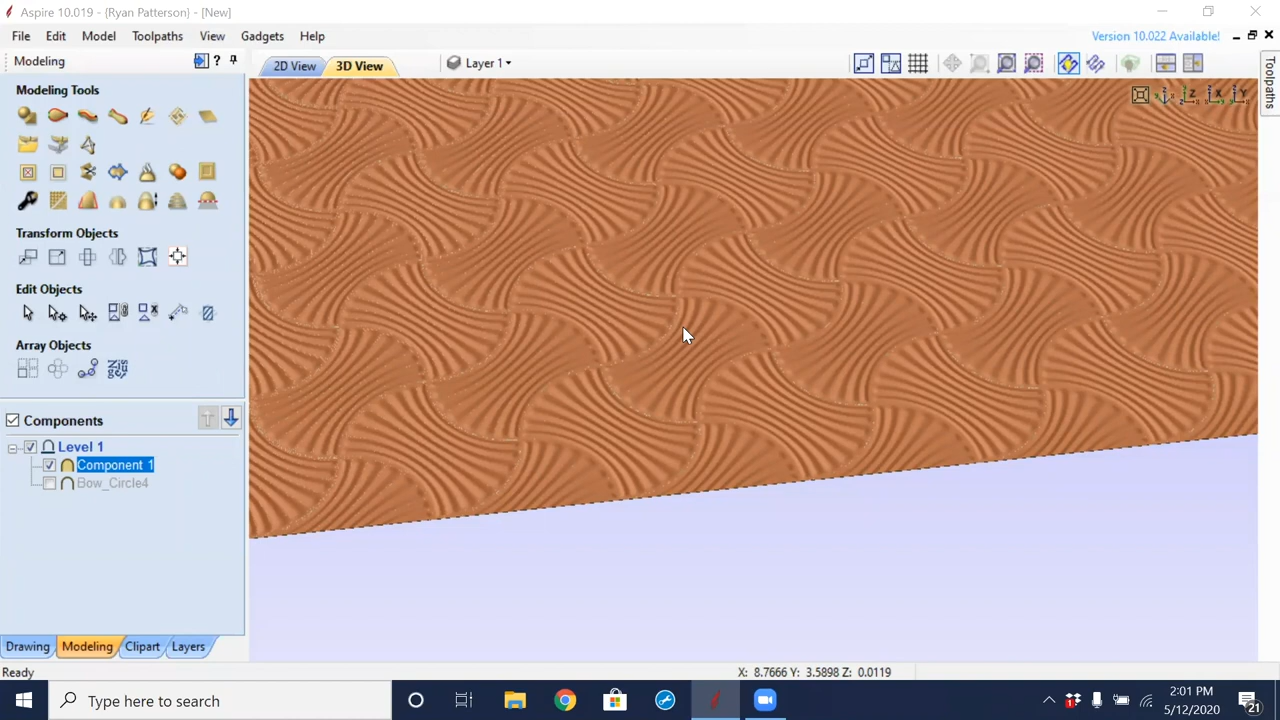 Aspire 10.019 - {Ryan Patterson} - [New]
File Edit Model Toolpaths View Gadgets Help
Version 10.022 Available!
Modeling
2D View
3D View
Layer 1
Toolpaths
Modeling Tools
Transform Objects
Edit Objects
Array Objects
Components
Level 1
Component 1
Bow_Circle4
Drawing Modeling Clipart Layers
Ready
X: 8.7666 Y: 3.5898 Z: 0.0119
Type here to search
2:01 PM
5/12/2020
21